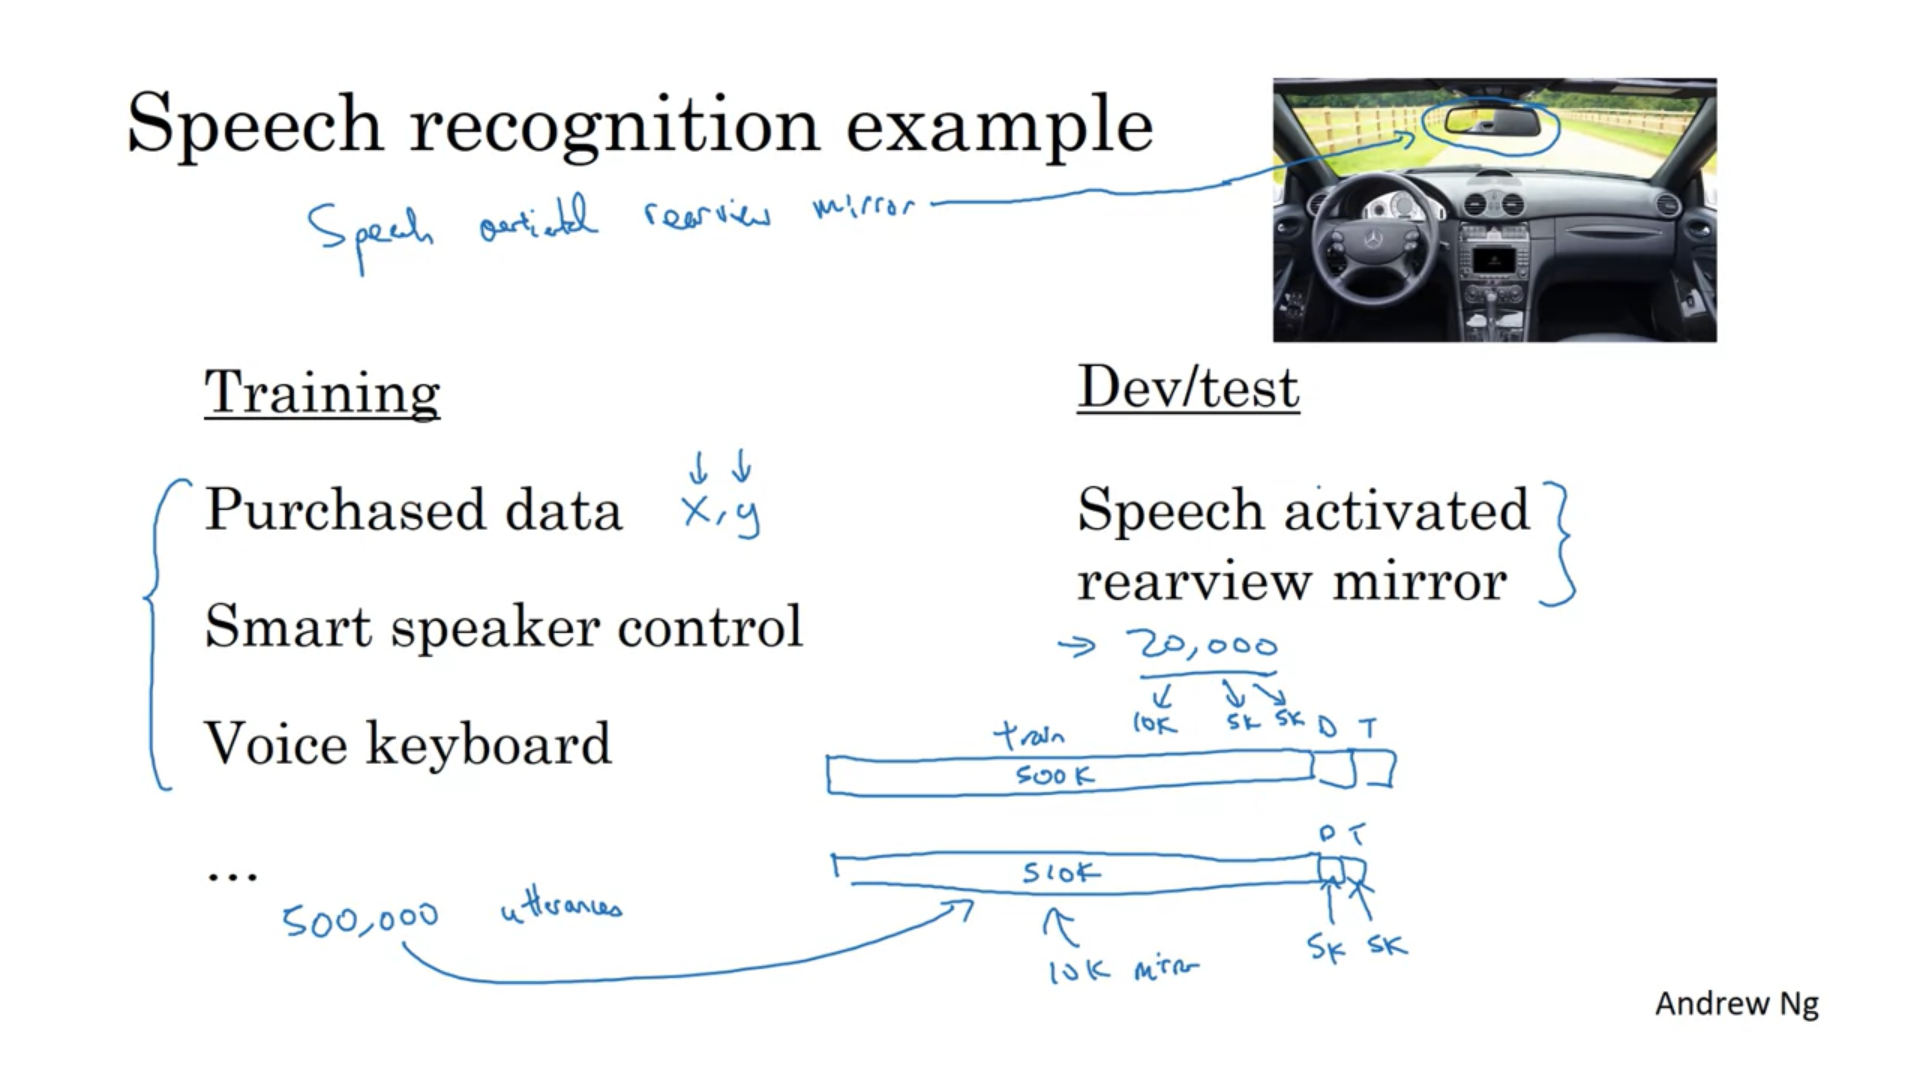 Speech recognition example
Speech activated rearview mirror
Training
Purchased data x, y
Smart speaker control
Voice keyboard
...
500,000 utterances
Dev/test
Speech activated
rearview mirror
→ 20,000
10K 5K 5K
train D T
500K
D T
510K
10K mirror
5K 5K
Andrew Ng